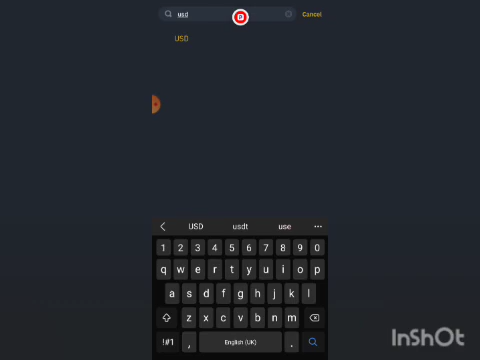 usd
Cancel
USD
USD usdt use
1 2 3 4 5 6 7 8 9 0
q w e r t y u i o p
a s d f g h j k l
z x c v b n m
!#1 , English (UK) .
InShOt